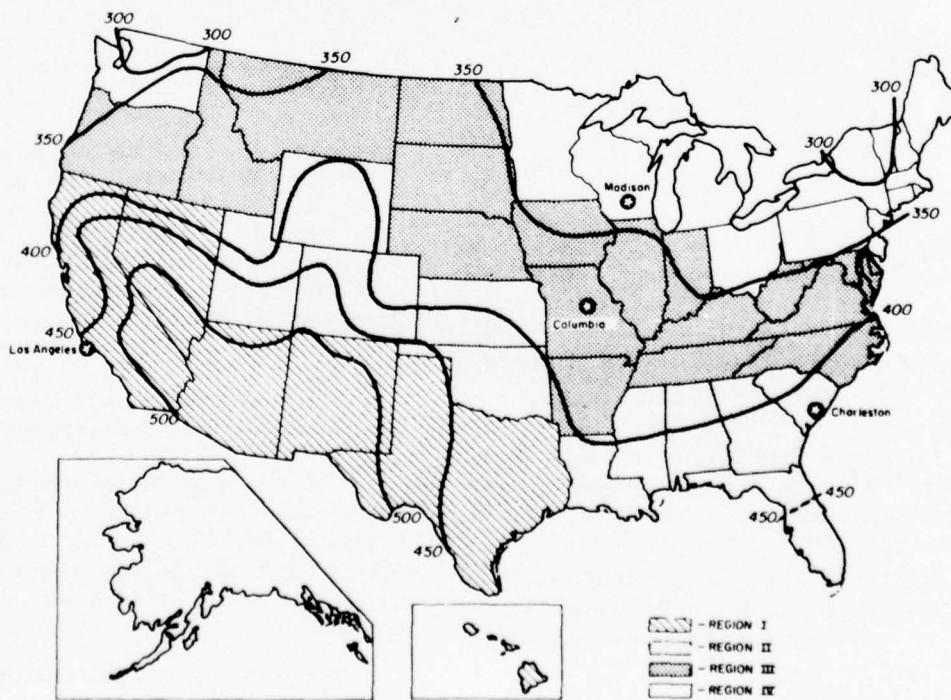 300
300
350
350
300
300
350
Madison
350
400
400
450
Los Angeles
Columbia
500
Charleston
450
450
500
450
- REGION I
- REGION II
- REGION III
- REGION IV